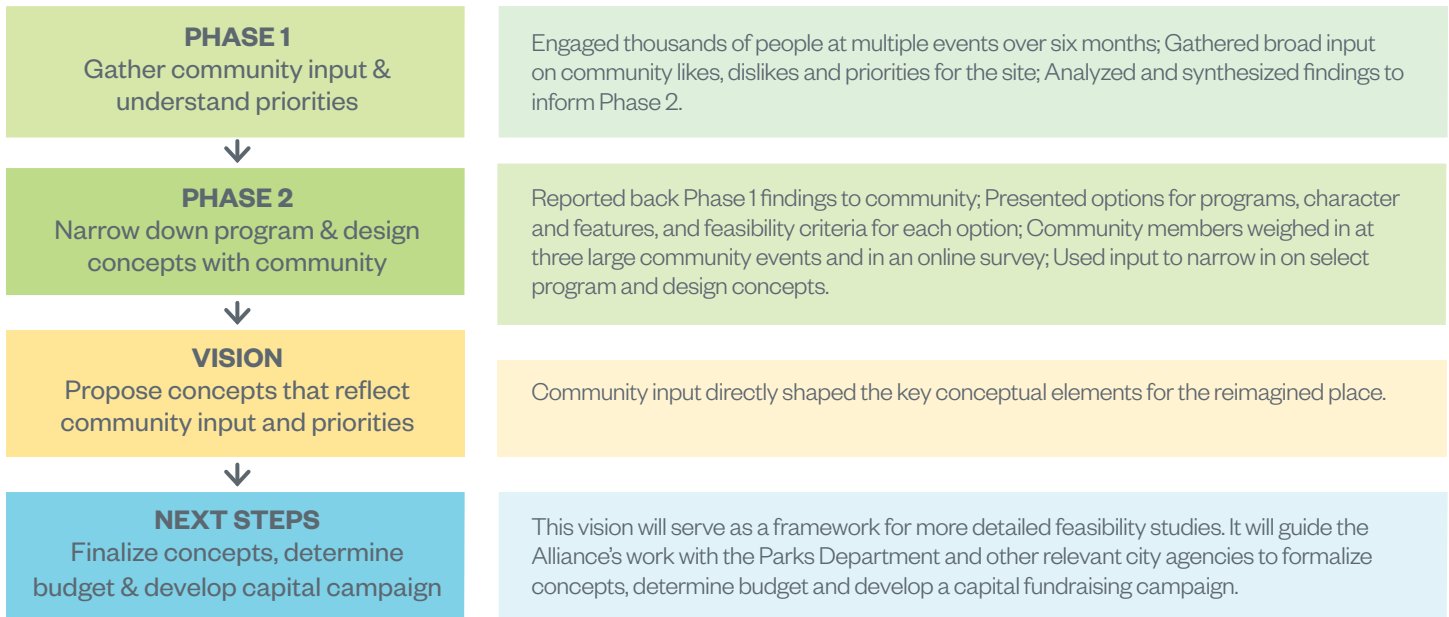 PHASE 1
Gather community input &
understand priorities
Engaged thousands of people at multiple events over six months; Gathered broad input
on community likes, dislikes and priorities for the site; Analyzed and synthesized findings to
inform Phase 2.
PHASE 2
Narrow down program & design
concepts with community
Reported back Phase 1 findings to community; Presented options for programs, character
and features, and feasibility criteria for each option; Community members weighed in at
three large community events and in an online survey; Used input to narrow in on select
program and design concepts.
VISION
Propose concepts that reflect
community input and priorities
Community input directly shaped the key conceptual elements for the reimagined place.
NEXT STEPS
Finalize concepts, determine
budget & develop capital campaign
This vision will serve as a framework for more detailed feasibility studies. It will guide the
Alliance's work with the Parks Department and other relevant city agencies to formalize
concepts, determine budget and develop a capital fundraising campaign.